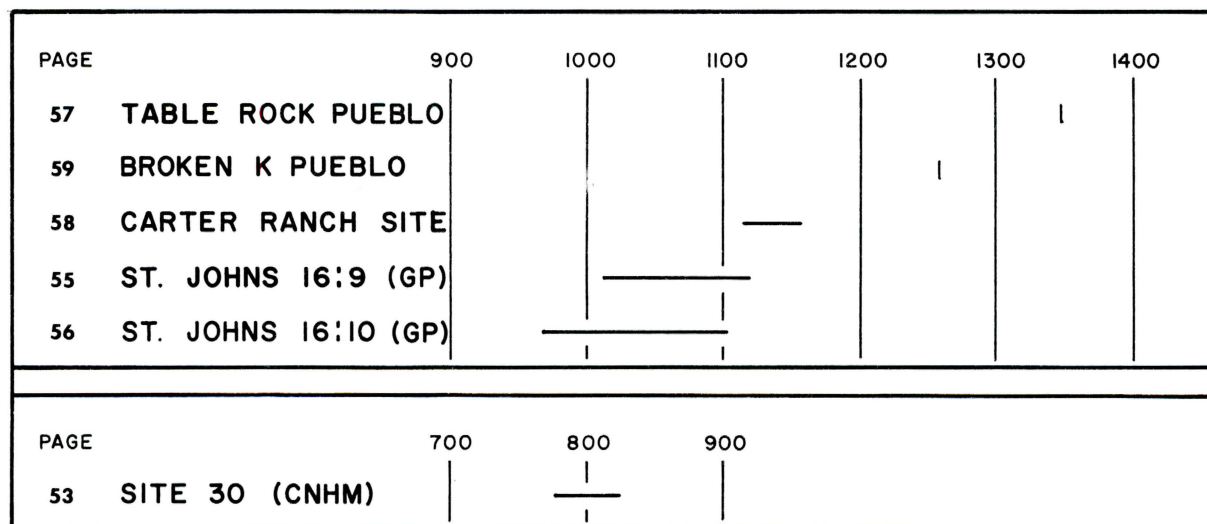 PAGE 900 1000 1100 1200 1300 1400
57 TABLE ROCK PUEBLO
59 BROKEN K PUEBLO
58 CARTER RANCH SITE
55 ST. JOHNS 16:9 (GP)
56 ST. JOHNS 16:10 (GP)
PAGE 700 800 900
53 SITE 30 (CNHM)